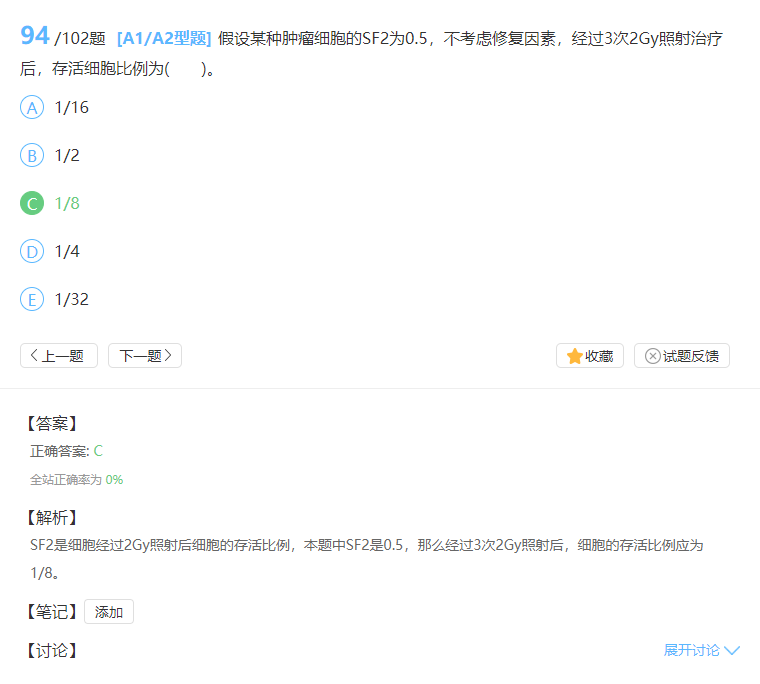 94 /102题 [A1/A2型题] 假设某种肿瘤细胞的SF2为0.5，不考虑修复因素，经过3次2Gy照射治疗
后，存活细胞比例为(　　)。
A 1/16
B 1/2
C 1/8
D 1/4
E 1/32
上一题 下一题 收藏 试题反馈
【答案】
正确答案: C
全站正确率为 0%
【解析】
SF2是细胞经过2Gy照射后细胞的存活比例，本题中SF2是0.5，那么经过3次2Gy照射后，细胞的存活比例应为
1/8。
【笔记】 添加
【讨论】 展开讨论